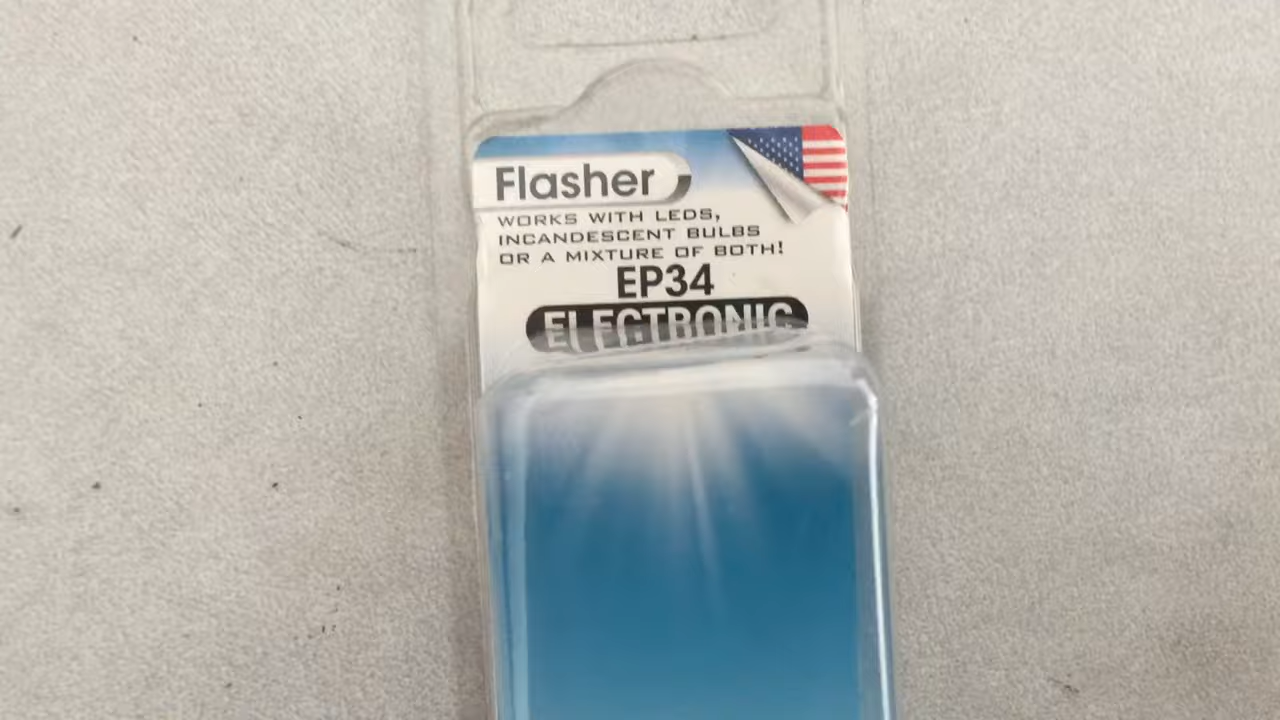 Flasher
WORKS WITH LEDS,
INCANDESCENT BULBS
OR A MIXTURE OF BOTH!
EP34
ELECTRONIC